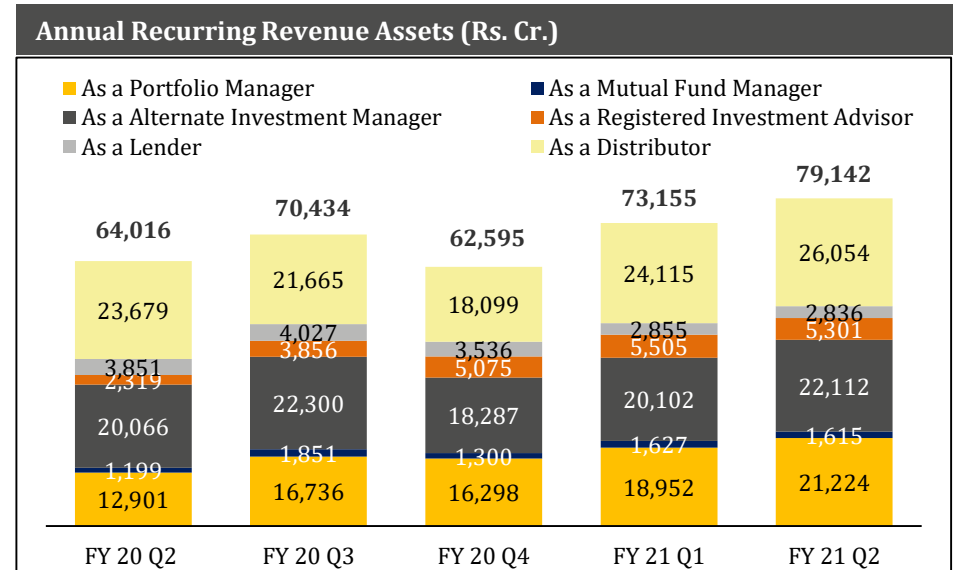 Annual Recurring Revenue Assets (Rs. Cr.)
As a Portfolio Manager
As a Mutual Fund Manager
As a Alternate Investment Manager
As a Registered Investment Advisor
As a Lender
As a Distributor
64,016
70,434
62,595
73,155
79,142
23,679
21,665
18,099
24,115
26,054
3,851
4,027
3,536
2,855
2,836
2,319
3,856
5,075
5,505
5,301
20,066
22,300
18,287
20,102
22,112
1,199
1,851
1,300
1,627
1,615
12,901
16,736
16,298
18,952
21,224
FY 20 Q2
FY 20 Q3
FY 20 Q4
FY 21 Q1
FY 21 Q2